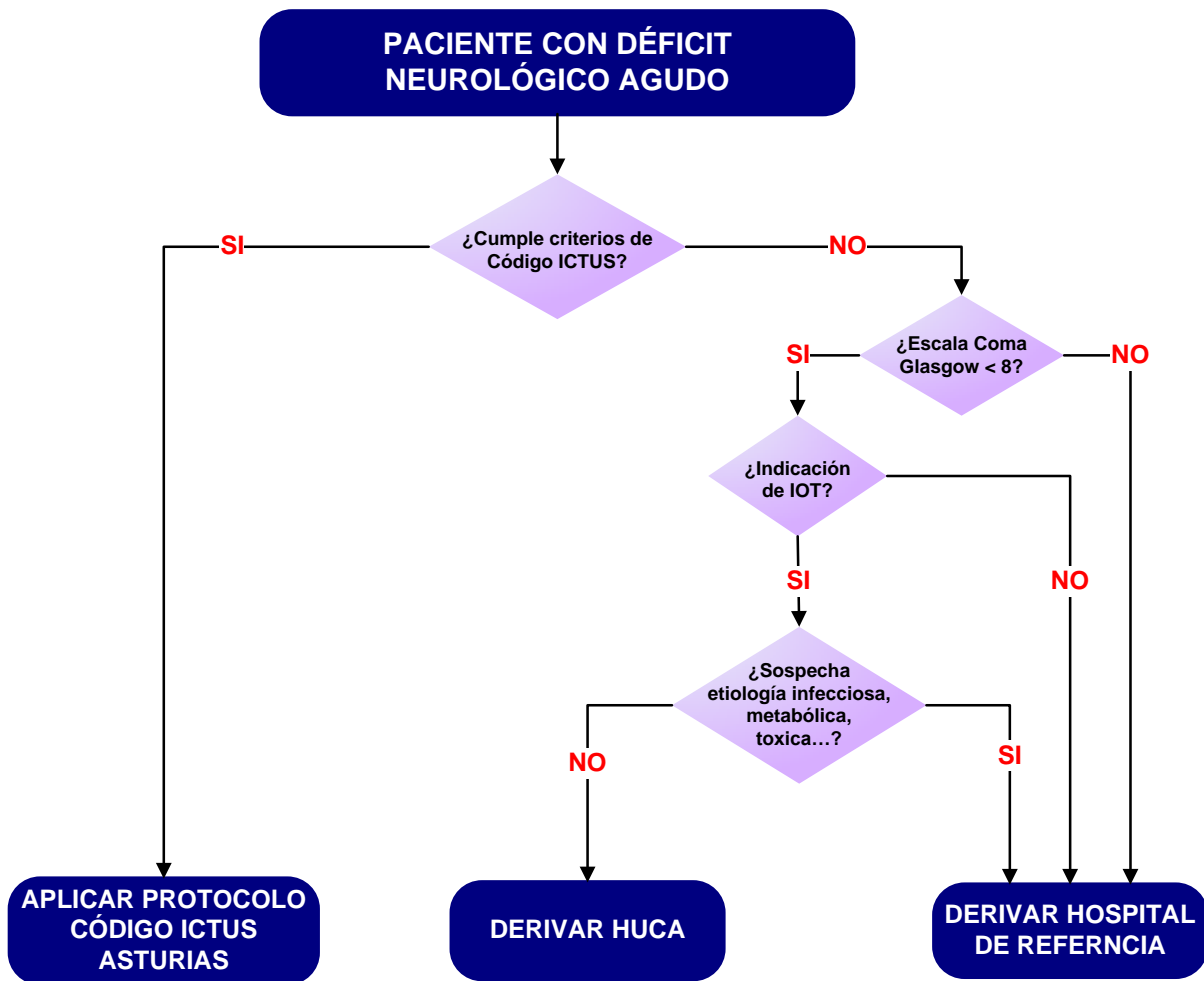 PACIENTE CON DÉFICIT
NEUROLÓGICO AGUDO
¿Cumple criterios de
Código ICTUS?
SI
NO
¿Escala Coma
Glasgow < 8?
SI
NO
¿Indicación
de IOT?
SI
NO
¿Sospecha
etiología infecciosa,
metabólica,
toxica…?
NO
SI
APLICAR PROTOCOLO
CÓDIGO ICTUS
ASTURIAS
DERIVAR HUCA
DERIVAR HOSPITAL
DE REFERNCIA